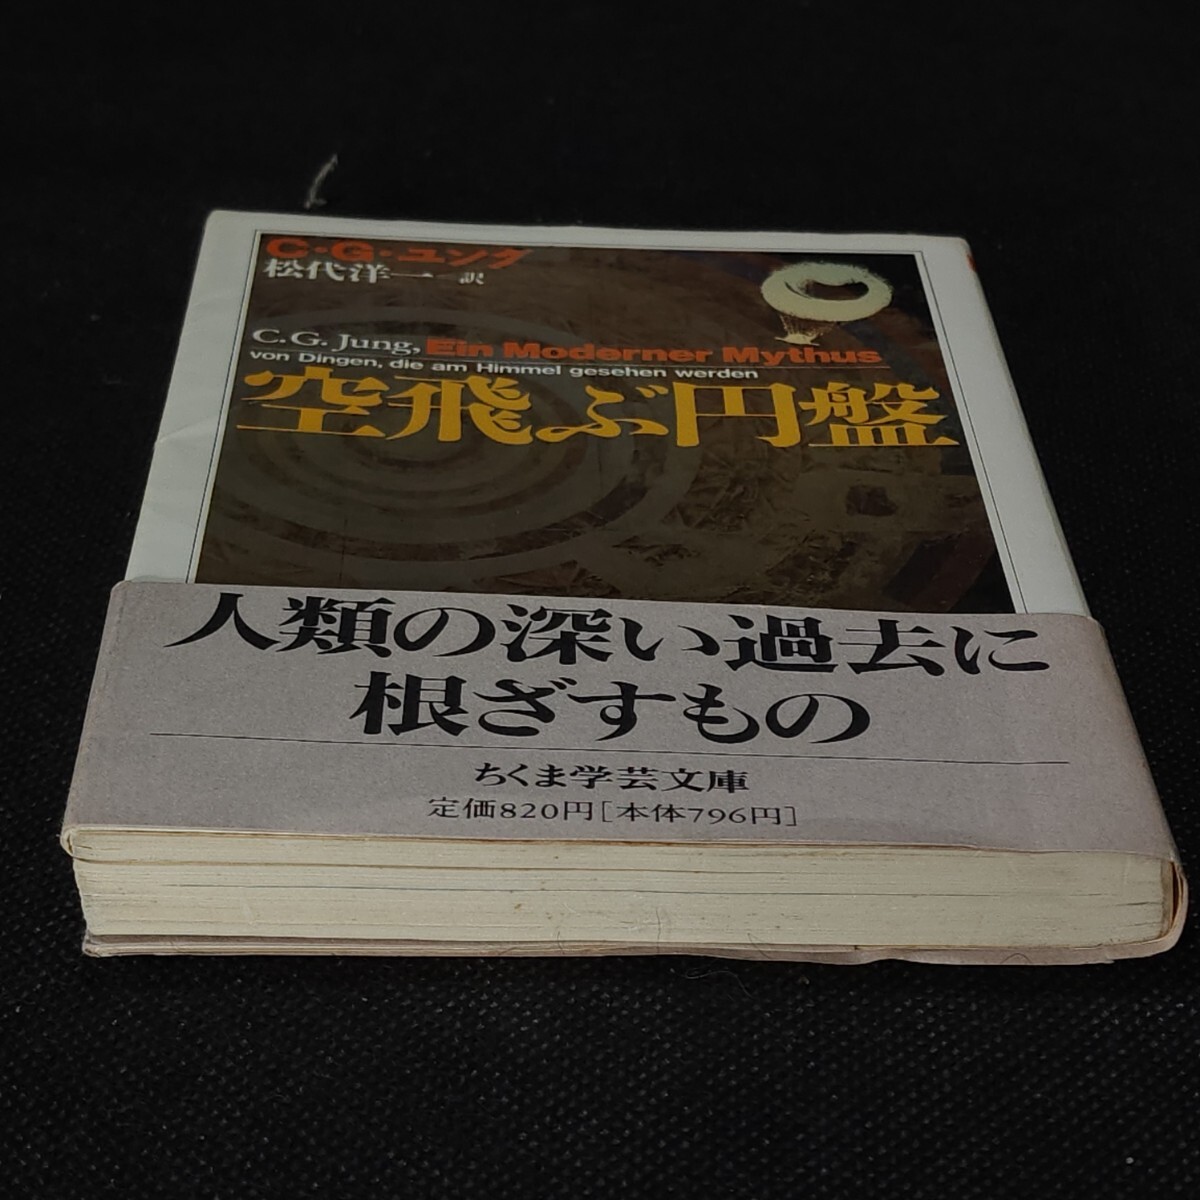 C・G・ユング
松代洋一 訳
C.G. Jung, Ein Moderner Mythus
von Dingen, die am Himmel gesehen werden
空飛ぶ円盤
人類の深い過去に
根ざすもの
ちくま学芸文庫
定価820円［本体796円］